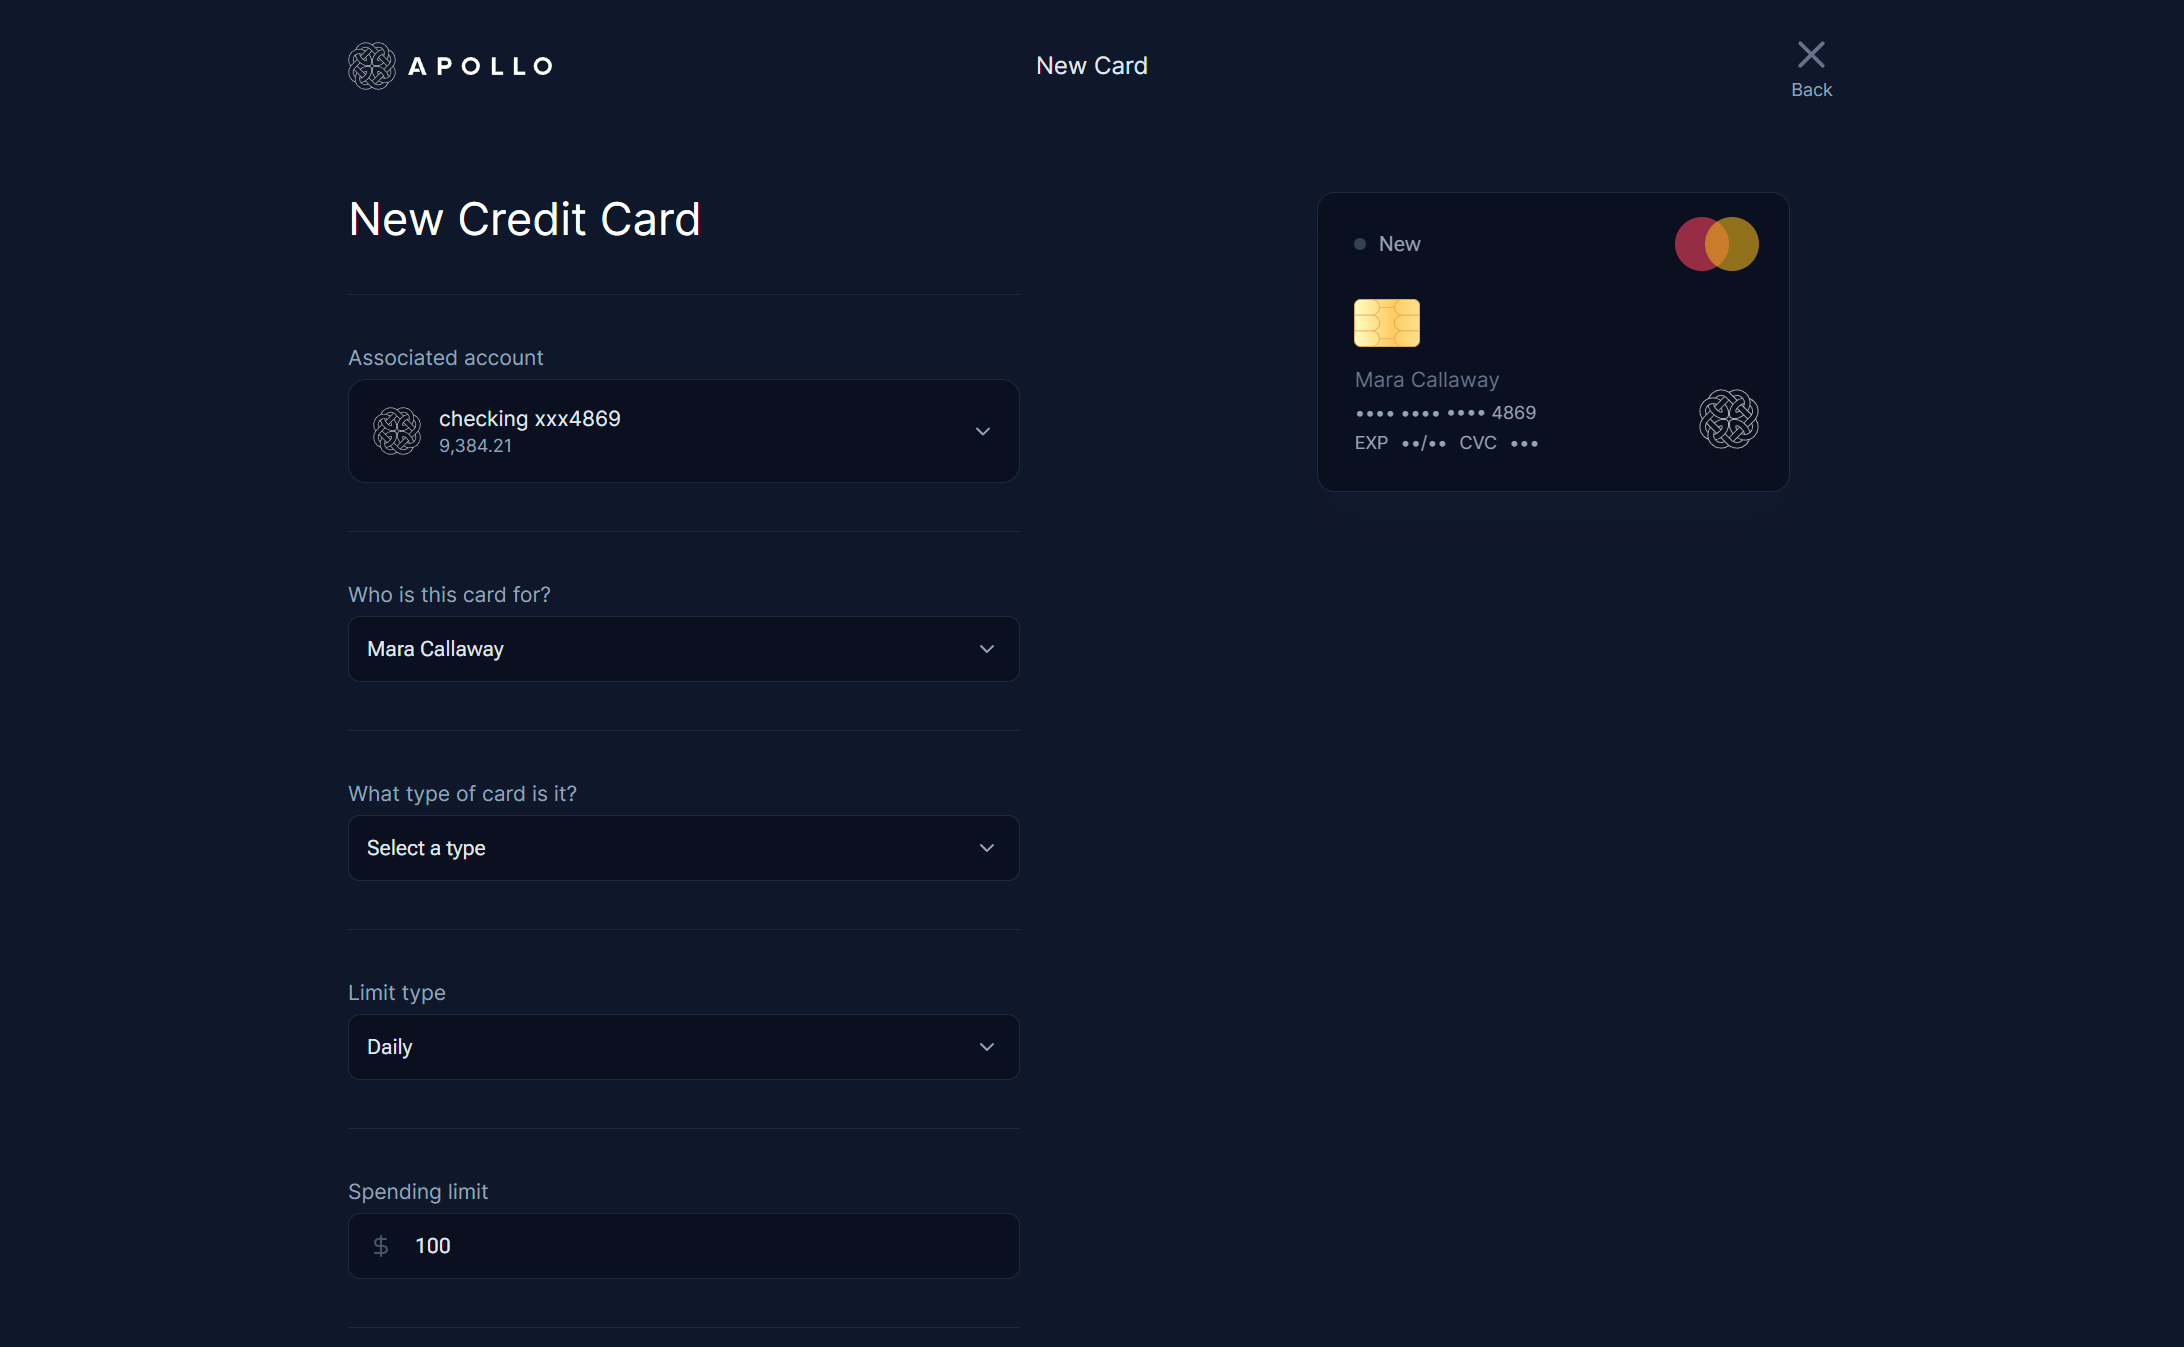 APOLLO
New Card
Back
New Credit Card
Associated account
checking xxx4869
9,384.21
Who is this card for?
Mara Callaway
What type of card is it?
Select a type
Limit type
Daily
Spending limit
$ 100
New
Mara Callaway
•••• •••• •••• 4869
EXP ••/•• CVC •••